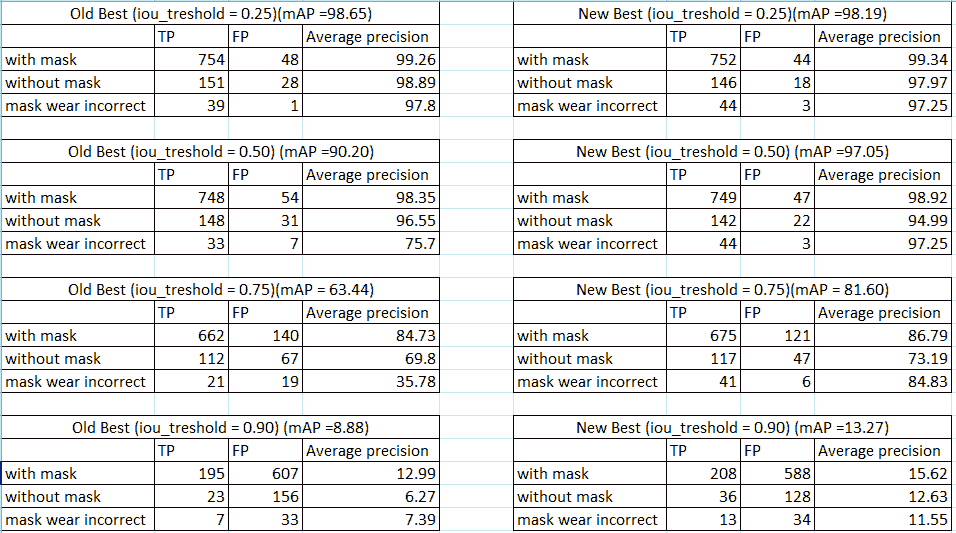 Old Best (iou_treshold = 0.25)(mAP =98.65)
TP FP Average precision
with mask 754 48 99.26
without mask 151 28 98.89
mask wear incorrect 39 1 97.8
New Best (iou_treshold = 0.25)(mAP =98.19)
TP FP Average precision
with mask 752 44 99.34
without mask 146 18 97.97
mask wear incorrect 44 3 97.25
Old Best (iou_treshold = 0.50) (mAP =90.20)
TP FP Average precision
with mask 748 54 98.35
without mask 148 31 96.55
mask wear incorrect 33 7 75.7
New Best (iou_treshold = 0.50) (mAP =97.05)
TP FP Average precision
with mask 749 47 98.92
without mask 142 22 94.99
mask wear incorrect 44 3 97.25
Old Best (iou_treshold = 0.75)(mAP = 63.44)
TP FP Average precision
with mask 662 140 84.73
without mask 112 67 69.8
mask wear incorrect 21 19 35.78
New Best (iou_treshold = 0.75)(mAP = 81.60)
TP FP Average precision
with mask 675 121 86.79
without mask 117 47 73.19
mask wear incorrect 41 6 84.83
Old Best (iou_treshold = 0.90) (mAP =8.88)
TP FP Average precision
with mask 195 607 12.99
without mask 23 156 6.27
mask wear incorrect 7 33 7.39
New Best (iou_treshold = 0.90) (mAP =13.27)
TP FP Average precision
with mask 208 588 15.62
without mask 36 128 12.63
mask wear incorrect 13 34 11.55